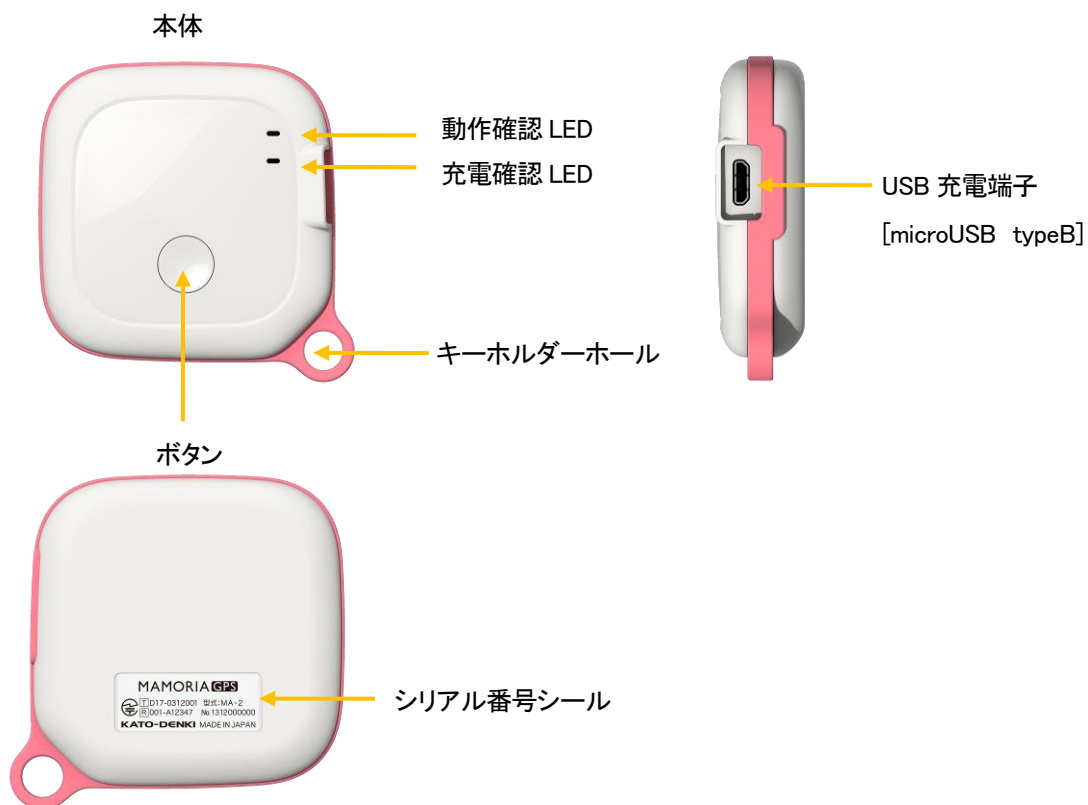 本体
動作確認 LED
充電確認 LED
USB 充電端子
[microUSB typeB]
キーホルダーホール
ボタン
MAMORIA GPS
T D17-0312001 型式:MA-2
R 001-A12347 No.1312000000
KATO-DENKI MADE IN JAPAN
シリアル番号シール